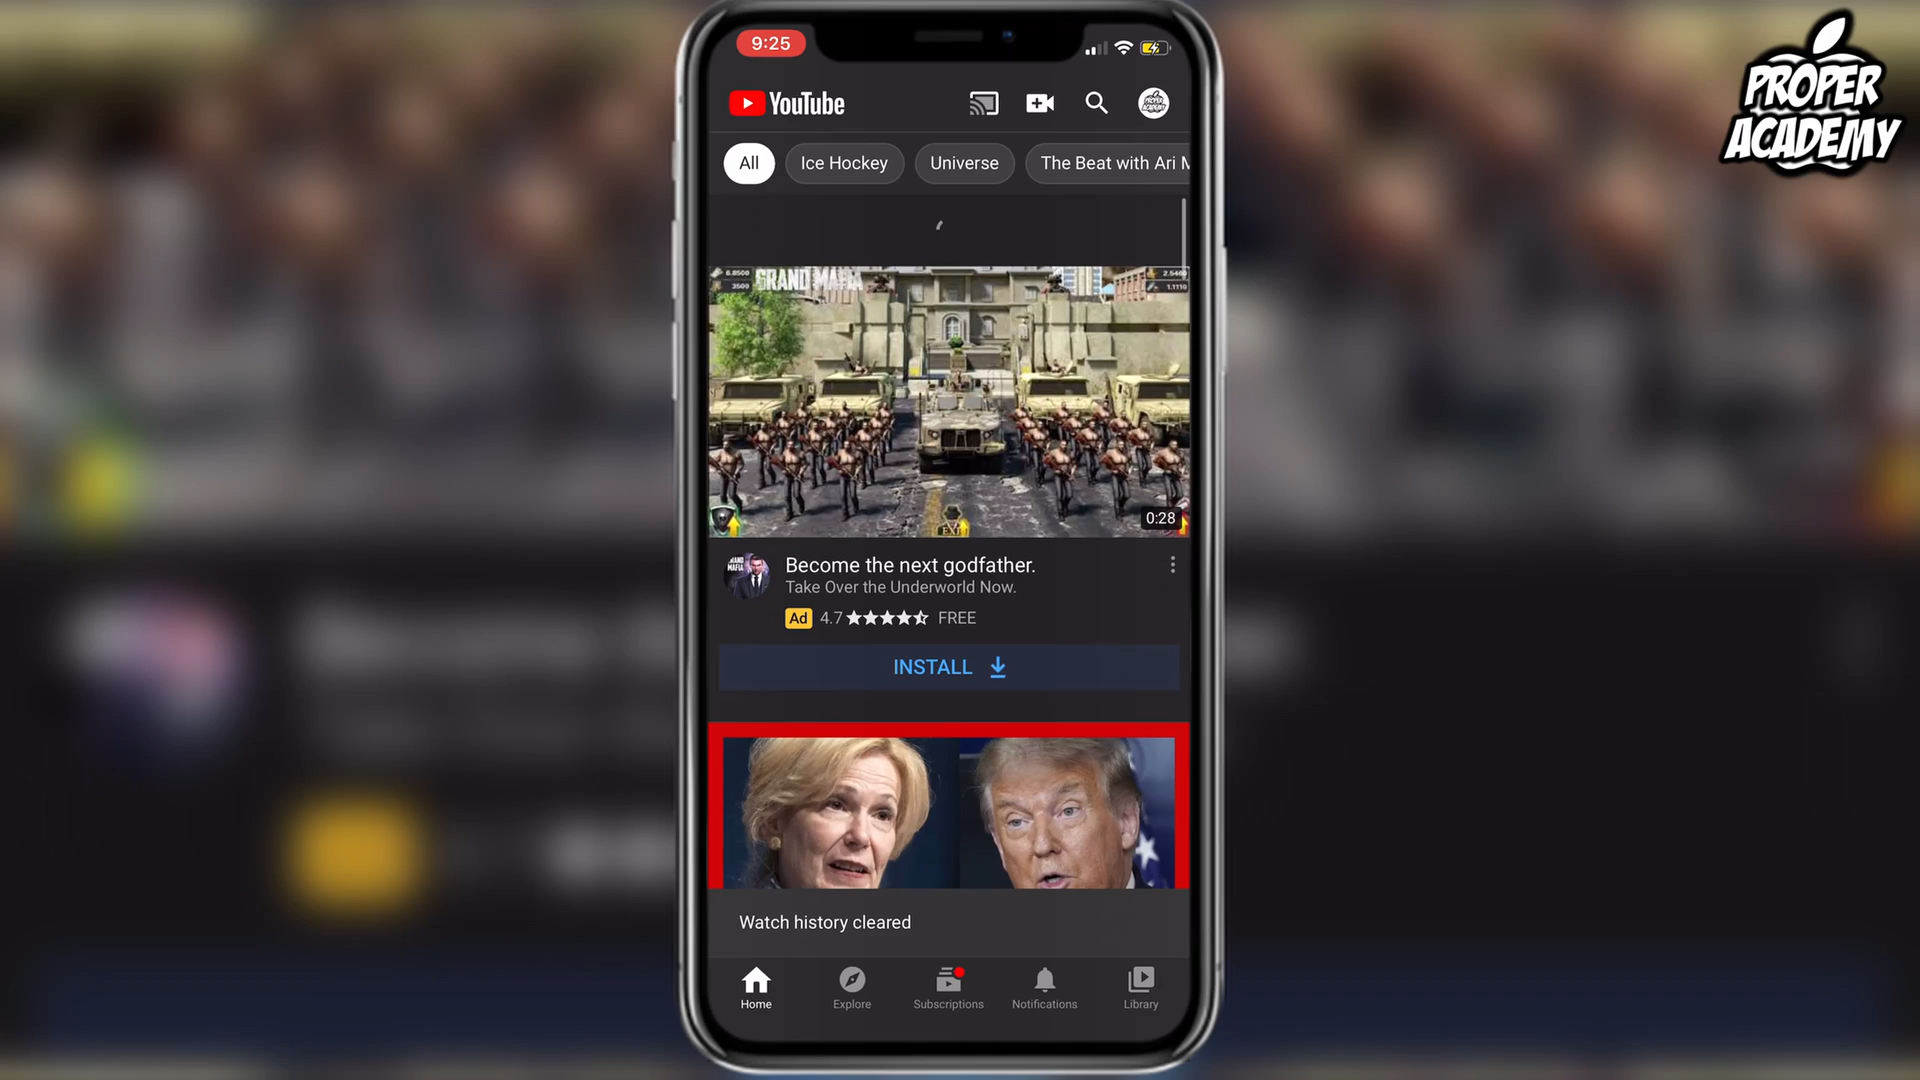 9:25
PROPER
ACADEMY
YouTube
All
Ice Hockey
Universe
The Beat with Ari M
GRAND MAFIA
3500
0:28
Become the next godfather.
Take Over the Underworld Now.
Ad 4.7 FREE
INSTALL
Watch history cleared
Home
Explore
Subscriptions
Notifications
Library